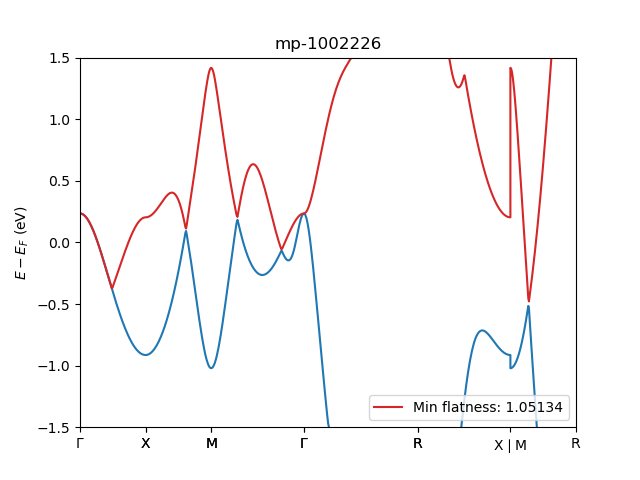 mp-1002226
E − E_F (eV)
1.5
1.0
0.5
0.0
−0.5
−1.0
−1.5
Min flatness: 1.05134
Γ X M Γ R X | M R